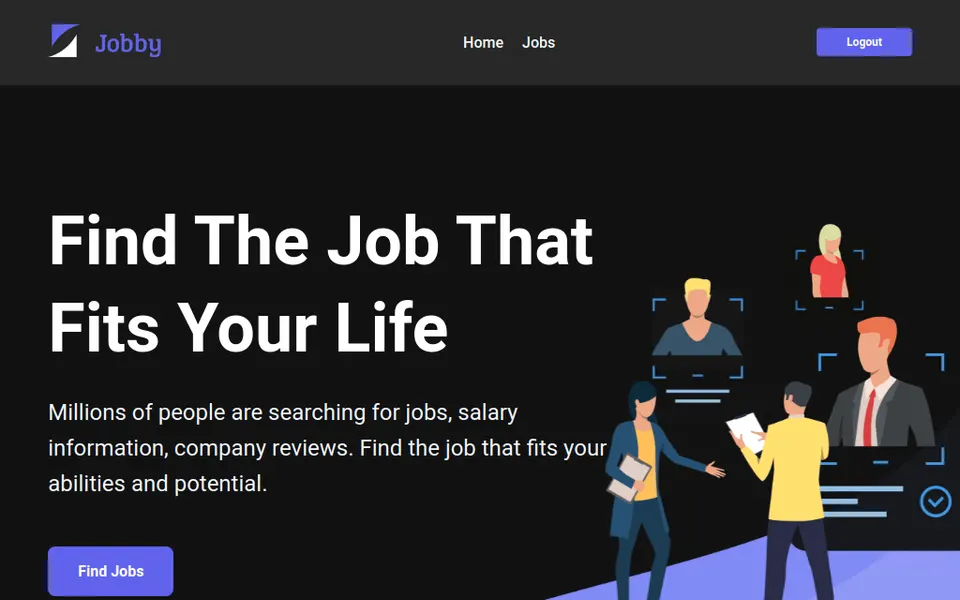 Jobby
Home Jobs
Logout
Find The Job That
Fits Your Life
Millions of people are searching for jobs, salary
information, company reviews. Find the job that fits your
abilities and potential.
Find Jobs